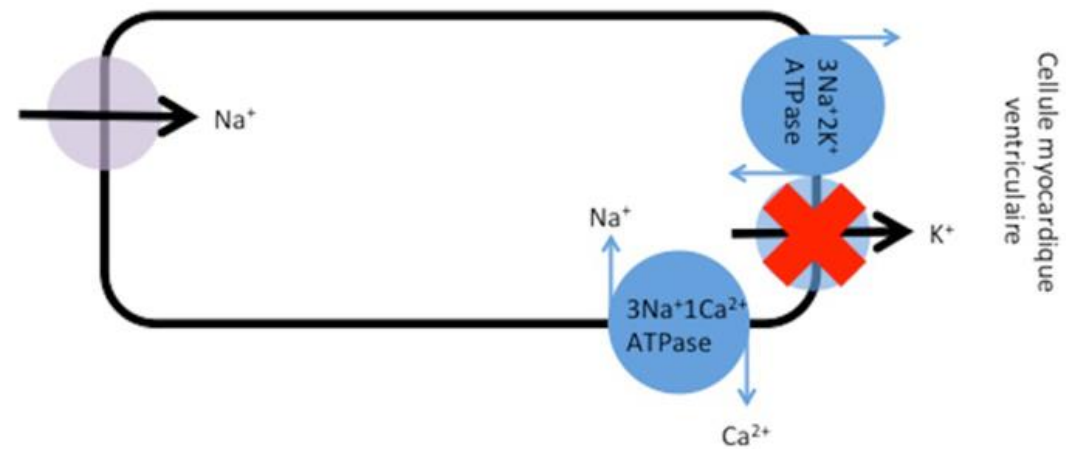 Na⁺
3Na⁺2K⁺
ATPase
Cellule myocardique
ventriculaire
Na⁺
K⁺
3Na⁺1Ca²⁺
ATPase
Ca²⁺